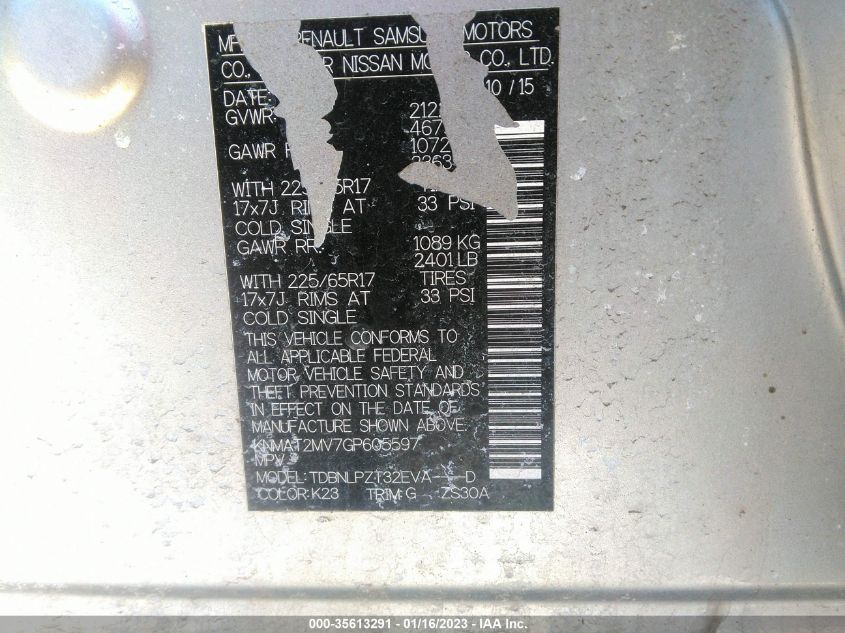 RENAULT SAMSU MOTORS
CO., R NISSAN MO CO., LTD.
DATE: 10 / 15
GVWR: 212
467
GAWR 1072
WITH 225 5R17
17x7J RIMS AT 33 PSI
COLD SINGLE
GAWR RR: 1089 KG
2401 LB
WITH 225/65R17 TIRES
17x7J RIMS AT 33 PSI
COLD SINGLE
THIS VEHICLE CONFORMS TO
ALL APPLICABLE FEDERAL
MOTOR VEHICLE SAFETY AND
THEFT PREVENTION STANDARDS
IN EFFECT ON THE DATE OF
MANUFACTURE SHOWN ABOVE.
KNMAT2MV7GP605597
MPV
MODEL: TDBNLPZT32EVA---D
COLOR: K23 TRIM: G ZS30A
000-35613291 - 01/16/2023 - IAA Inc.